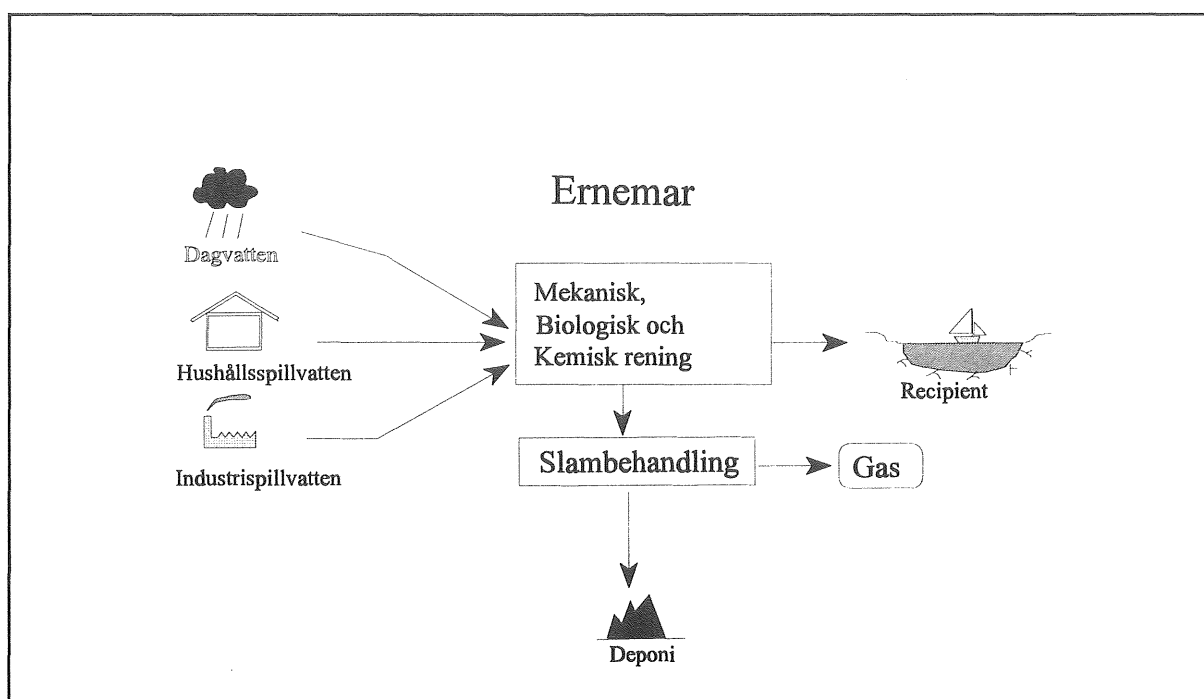 Ernemar
Dagvatten
Mekanisk,
Biologisk och
Kemisk rening
Hushållsspillvatten
Recipient
Industrispillvatten
Slambehandling
Gas
Deponi